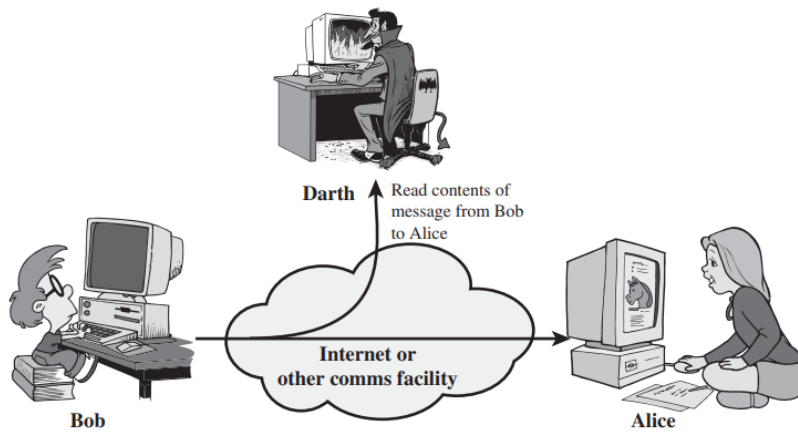 Darth
Read contents of
message from Bob
to Alice
Internet or
other comms facility
Bob
Alice